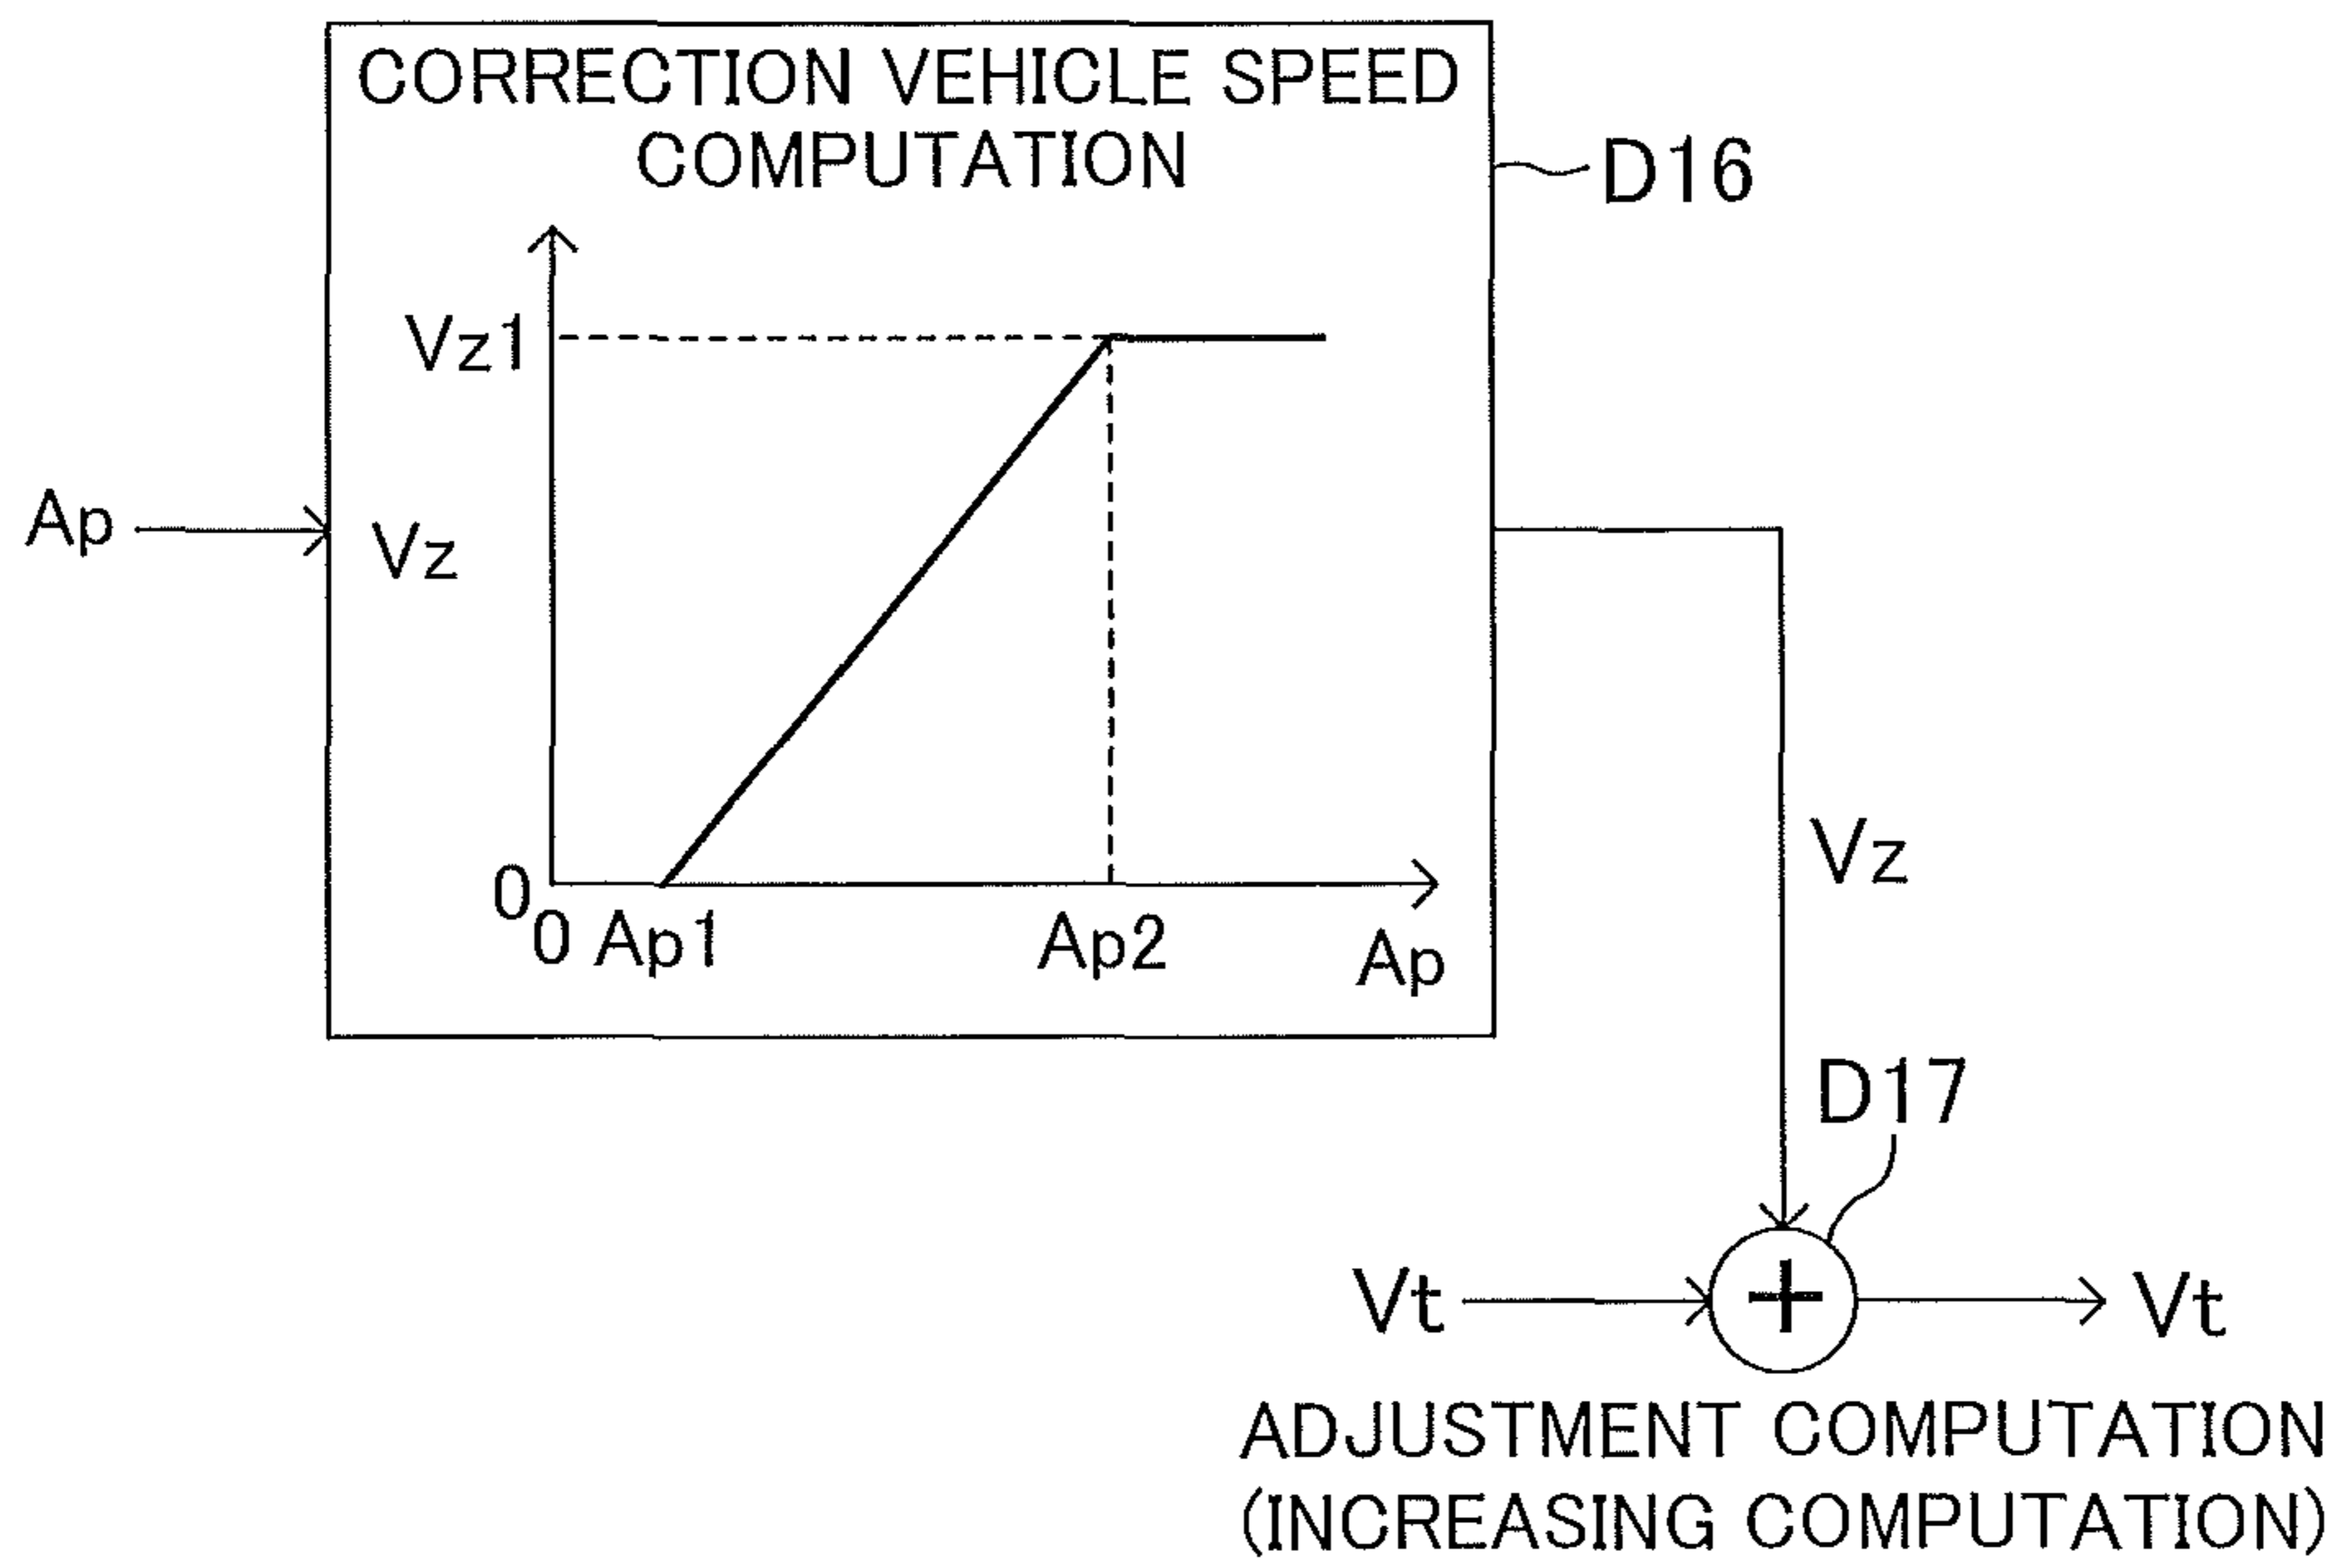 CORRECTION VEHICLE SPEED
COMPUTATION
D16
Vz1
Ap
Vz
0
0 Ap1
Ap2
Ap
Vz
D17
Vt
+
Vt
ADJUSTMENT COMPUTATION
(INCREASING COMPUTATION)